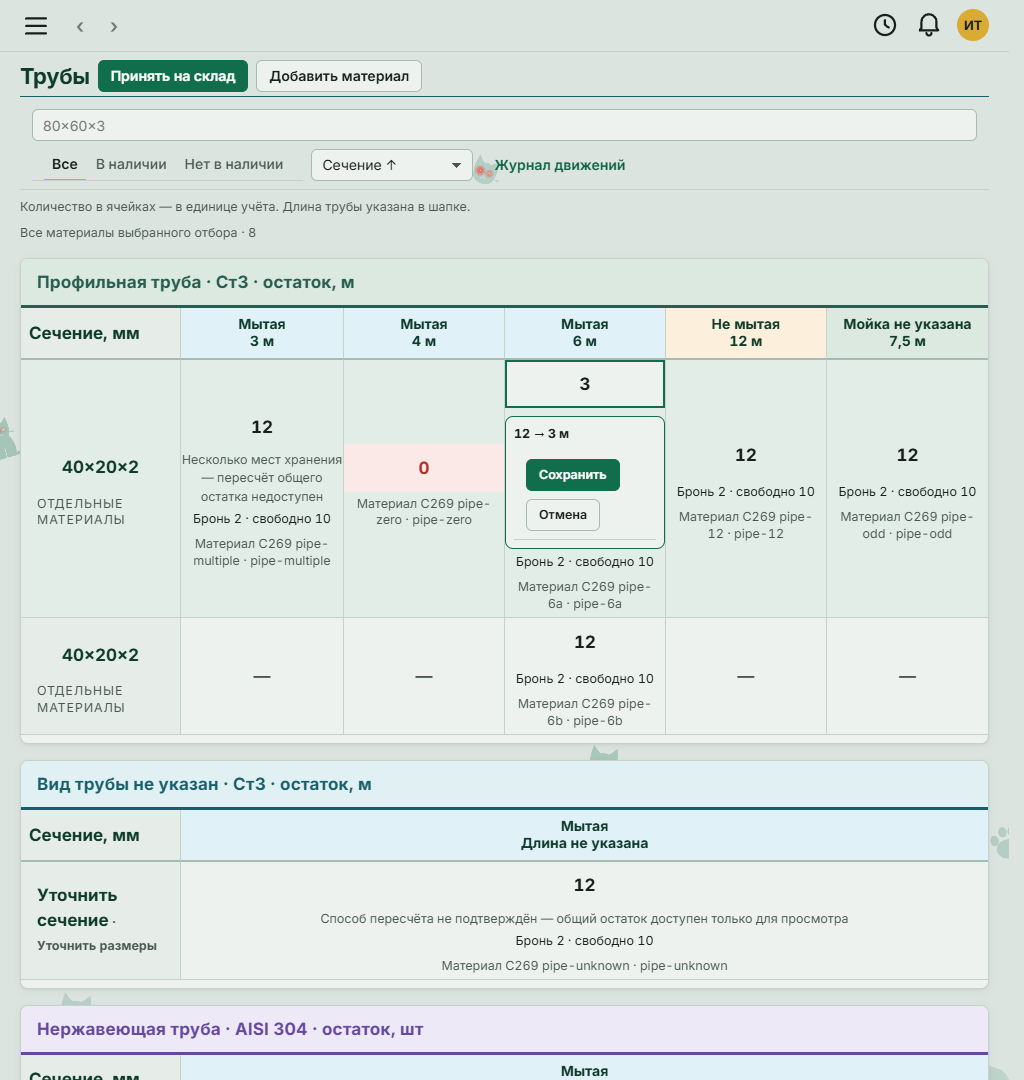 ИТ
Трубы
Принять на склад
Добавить материал
80×60×3
Все
В наличии
Нет в наличии
Сечение ↑
Журнал движений
Количество в ячейках — в единице учёта. Длина трубы указана в шапке.
Все материалы выбранного отбора · 8
Профильная труба · Ст3 · остаток, м
Сечение, мм
Мытая
3 м
Мытая
4 м
Мытая
6 м
Не мытая
12 м
Мойка не указана
7,5 м
40×20×2
ОТДЕЛЬНЫЕ
МАТЕРИАЛЫ
12
Несколько мест хранения
— пересчёт общего
остатка недоступен
Бронь 2 · свободно 10
Материал C269 pipe-
multiple · pipe-multiple
0
Материал C269 pipe-
zero · pipe-zero
3
12 → 3 м
Сохранить
Отмена
Бронь 2 · свободно 10
Материал C269 pipe-
6a · pipe-6a
12
Бронь 2 · свободно 10
Материал C269 pipe-
12 · pipe-12
12
Бронь 2 · свободно 10
Материал C269 pipe-
odd · pipe-odd
40×20×2
ОТДЕЛЬНЫЕ
МАТЕРИАЛЫ
—
—
12
Бронь 2 · свободно 10
Материал C269 pipe-
6b · pipe-6b
—
—
Вид трубы не указан · Ст3 · остаток, м
Сечение, мм
Мытая
Длина не указана
Уточнить
сечение ·
Уточнить размеры
12
Способ пересчёта не подтверждён — общий остаток доступен только для просмотра
Бронь 2 · свободно 10
Материал C269 pipe-unknown · pipe-unknown
Нержавеющая труба · AISI 304 · остаток, шт
Сечение, мм
Мытая